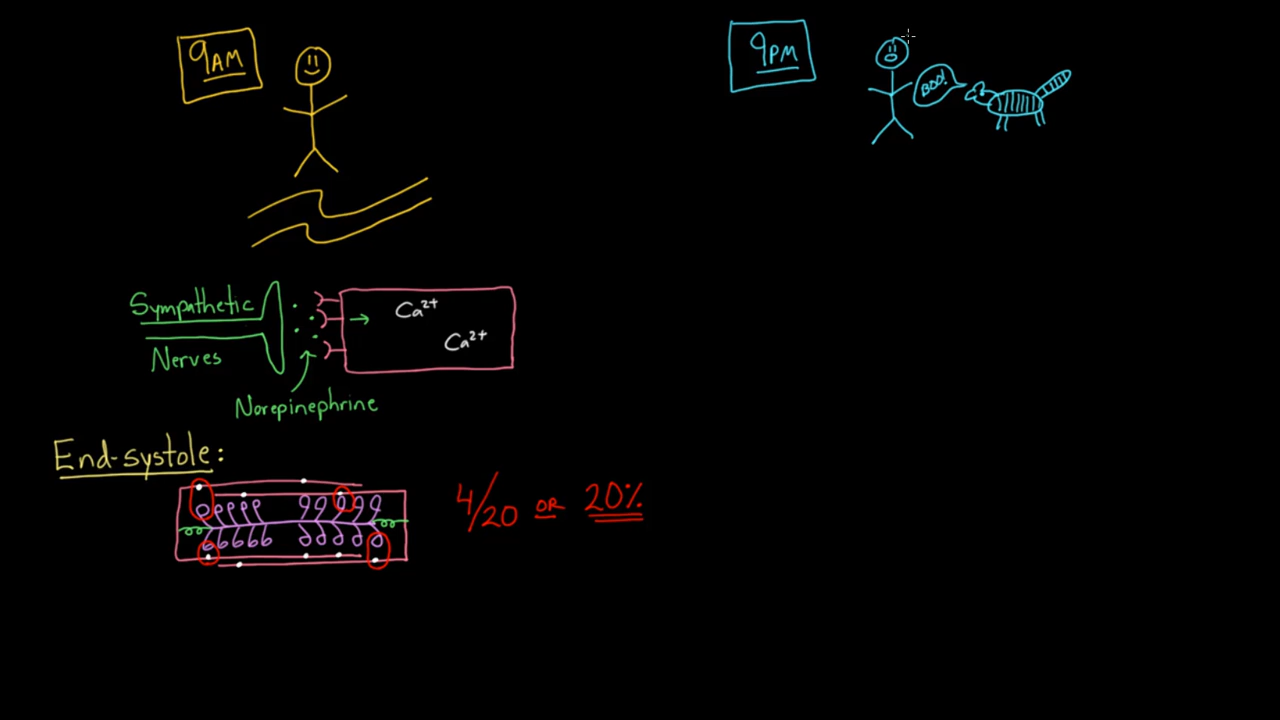 9AM
9PM
BOO!
Sympathetic
Nerves
Ca²⁺
Ca²⁺
Norepinephrine
End-systole:
4/20 OR 20%